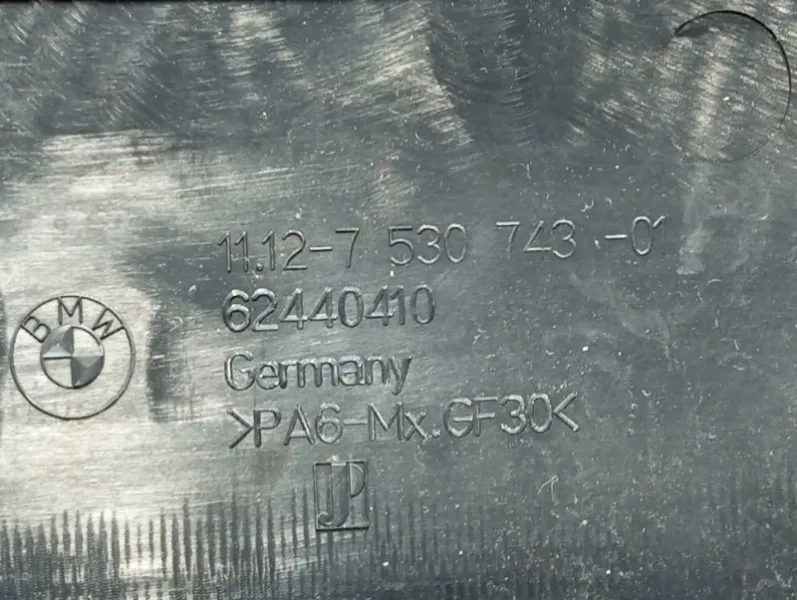 11.12-7 530 743 -01
62440410
BMW
Germany
>PA6-Mx.GF30<
JP